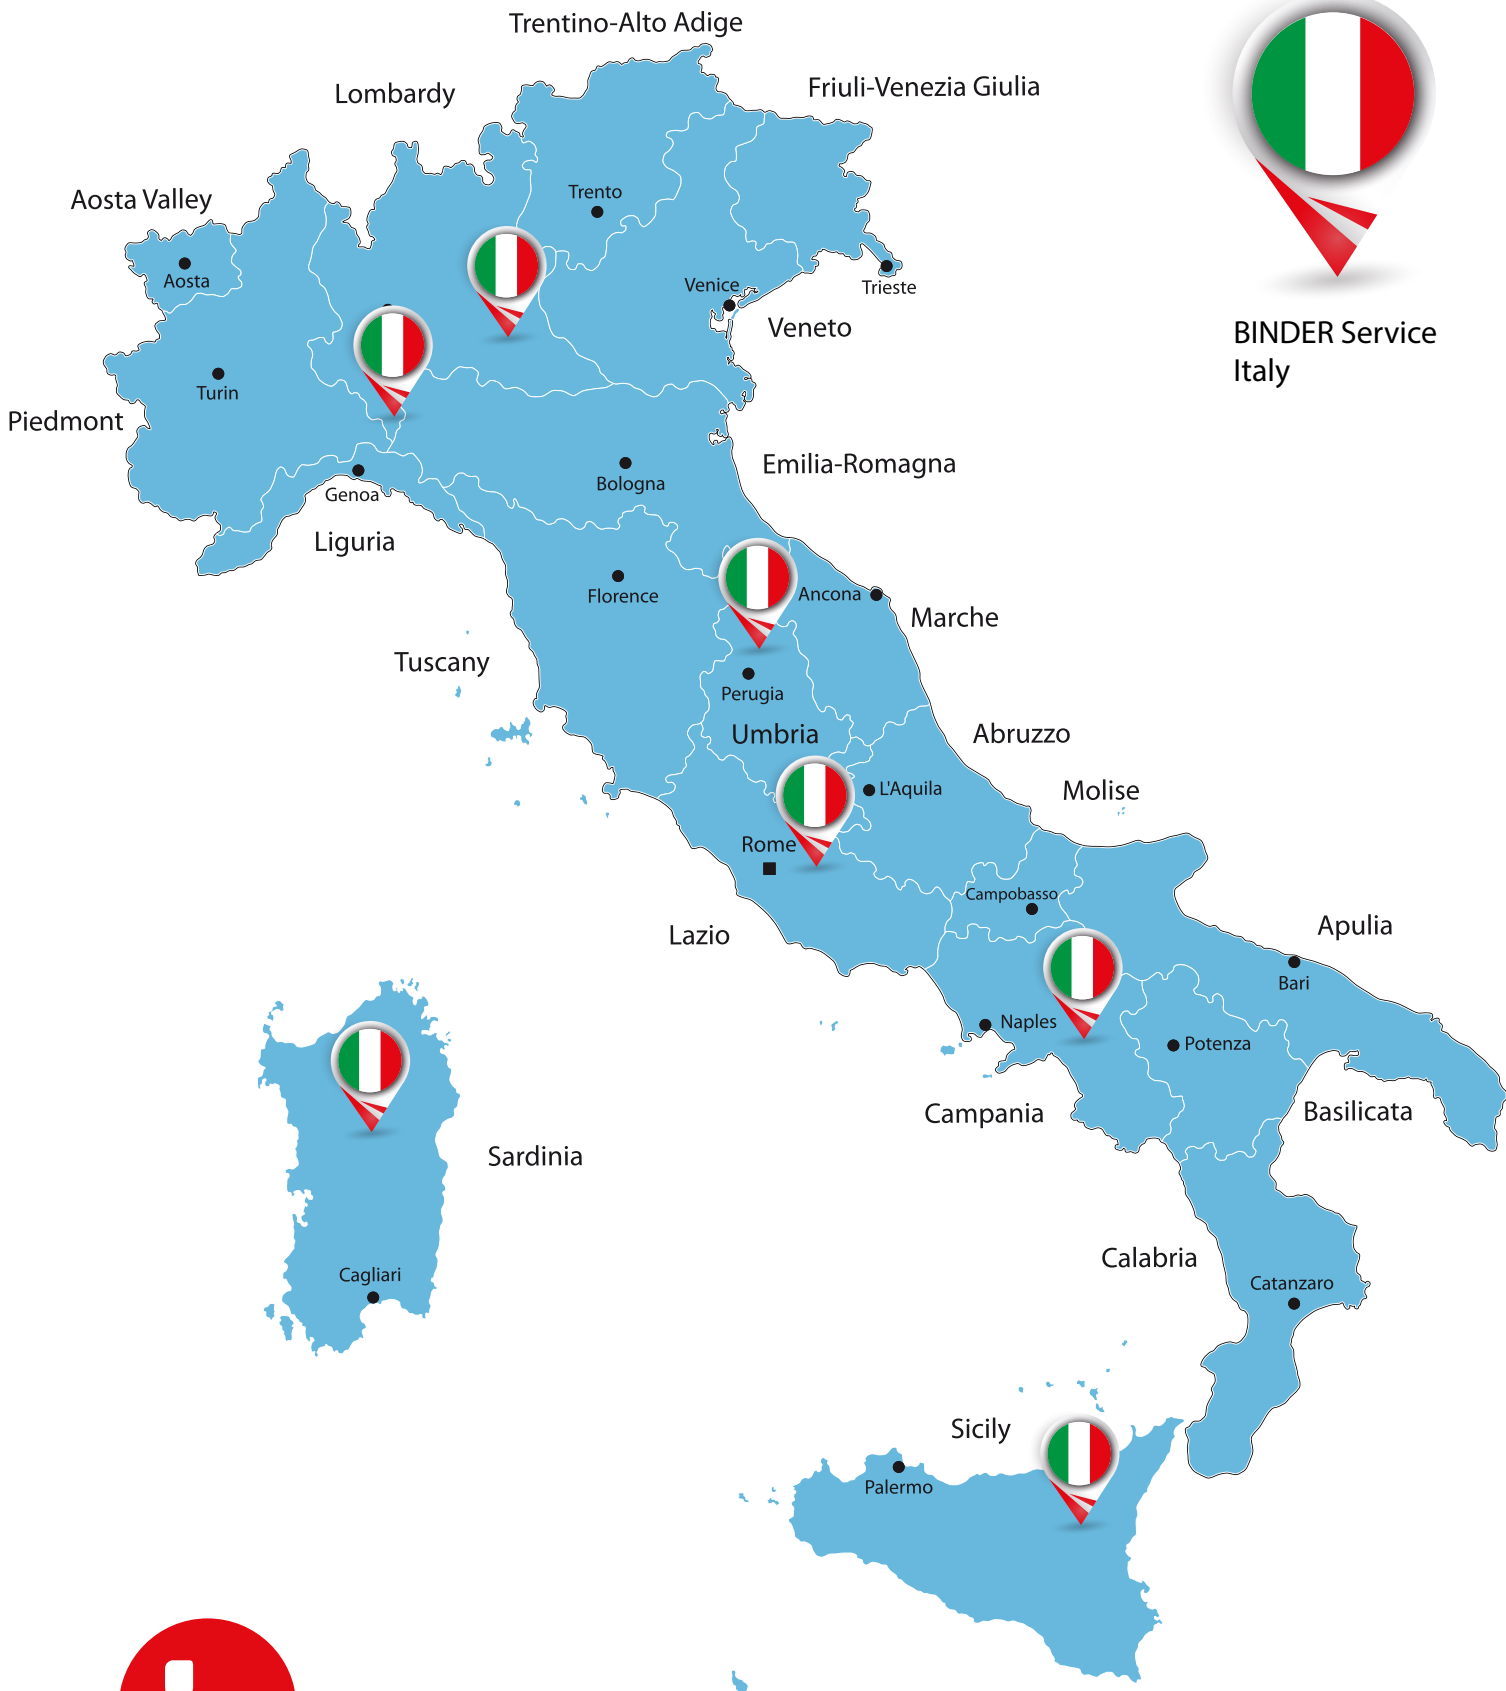 Trentino-Alto Adige
Lombardy
Friuli-Venezia Giulia
Aosta Valley
Trento
Aosta
Venice
Trieste
Veneto
BINDER Service
Italy
Turin
Piedmont
Emilia-Romagna
Bologna
Genoa
Liguria
Florence
Ancona
Marche
Tuscany
Perugia
Umbria
Abruzzo
L'Aquila
Molise
Rome
Campobasso
Lazio
Apulia
Bari
Naples
Potenza
Campania
Basilicata
Sardinia
Calabria
Cagliari
Catanzaro
Sicily
Palermo